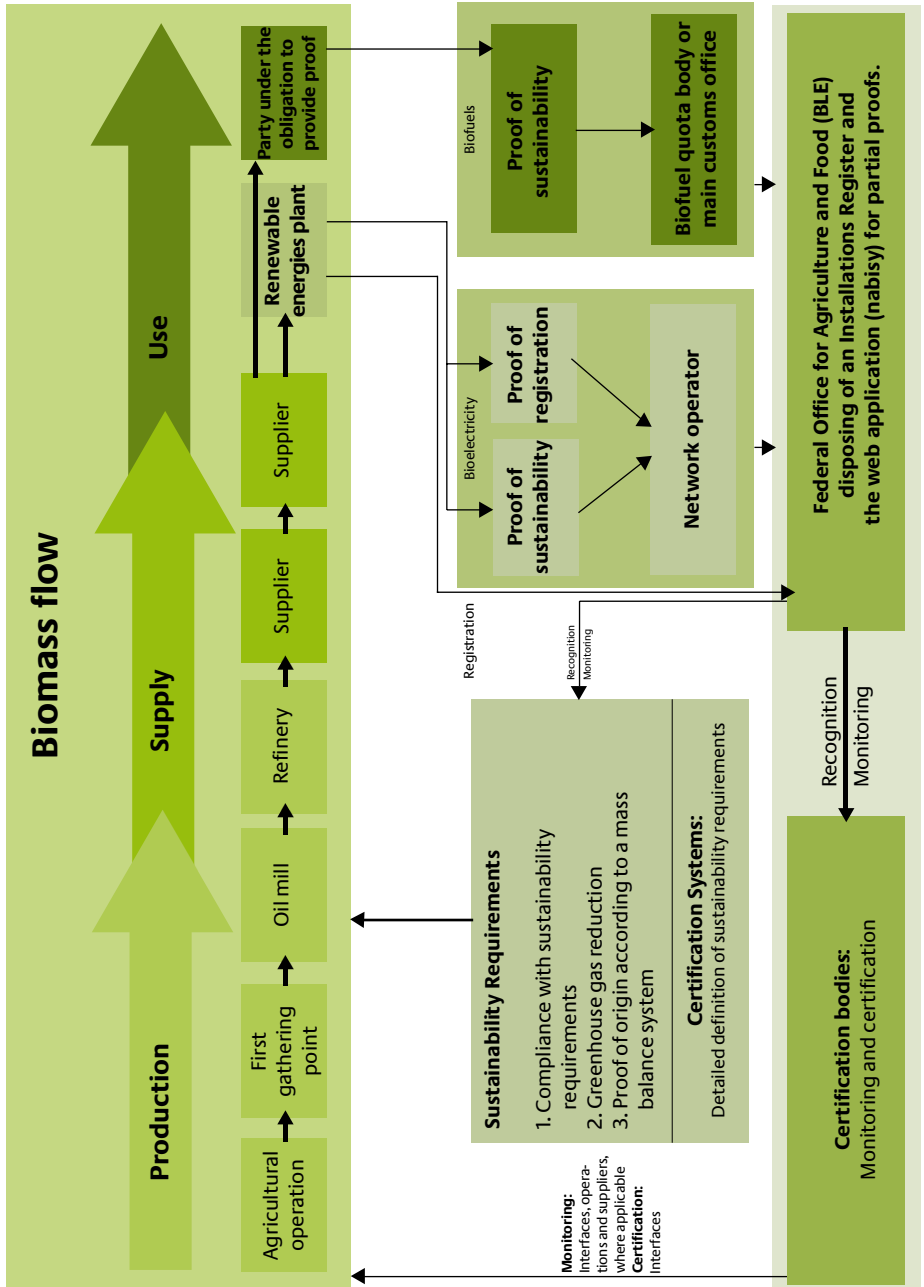 Biomass flow
Production
Supply
Use
Agricultural
operation
First
gathering
point
Oil mill
Refinery
Supplier
Supplier
Renewable
energies plant
Party under the
obligation to
provide proof
Monitoring:
Interfaces, opera-
tions and suppliers,
where applicable
Certification:
Interfaces
Sustainability Requirements
1. Compliance with sustainability
requirements
2. Greenhouse gas reduction
3. Proof of origin according to a mass
balance system
Certification Systems:
Detailed definition of sustainability requirements
Registration
Recognition
Monitoring
Bioelectricity
Proof of
sustainability
Proof of
registration
Network operator
Biofuels
Proof of
sustainability
Biofuel quota body or
main customs office
Certification bodies:
Monitoring and certification
Recognition
Monitoring
Federal Office for Agriculture and Food (BLE)
disposing of an Installations Register and
the web application (nabisy) for partial proofs.